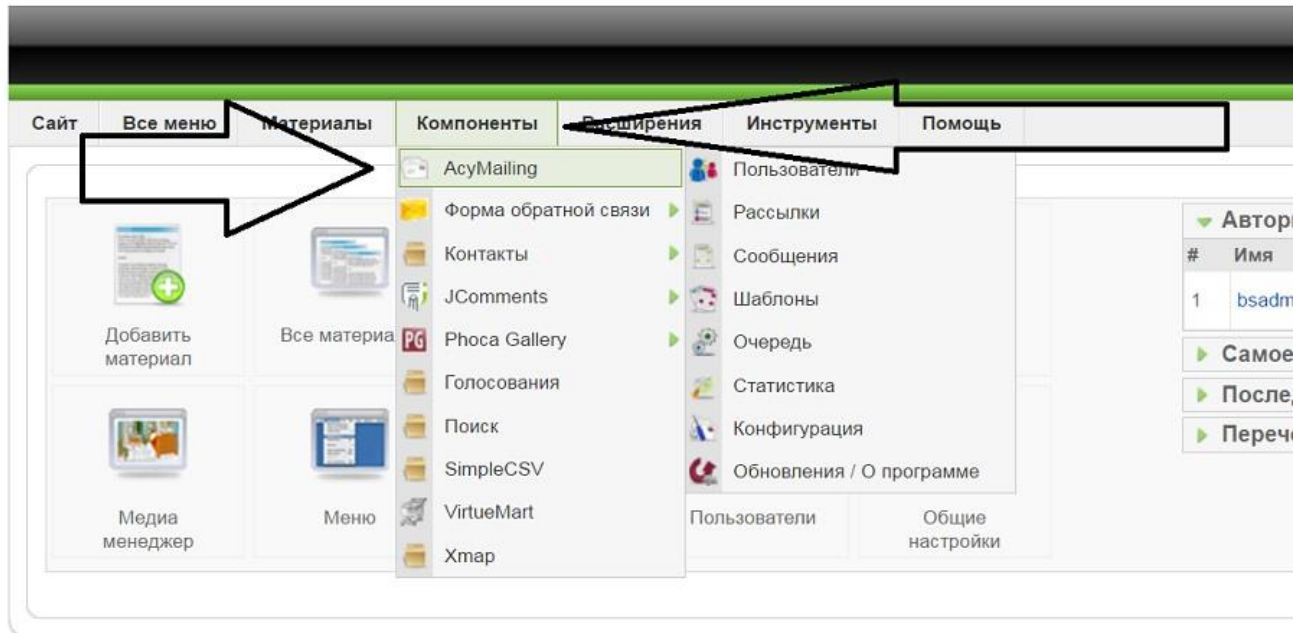 Сайт Все меню Материалы Компоненты Расширения Инструменты Помощь
AcyMailing
Форма обратной связи
Контакты
JComments
Phoca Gallery
Голосования
Поиск
SimpleCSV
VirtueMart
Xmap
Пользователи
Рассылки
Сообщения
Шаблоны
Очередь
Статистика
Конфигурация
Обновления / О программе
Добавить
материал
Все материа
Медиа
менеджер
Меню
Пользователи
Общие
настройки
Автори
# Имя
1 bsadm
Самое
После
Перече